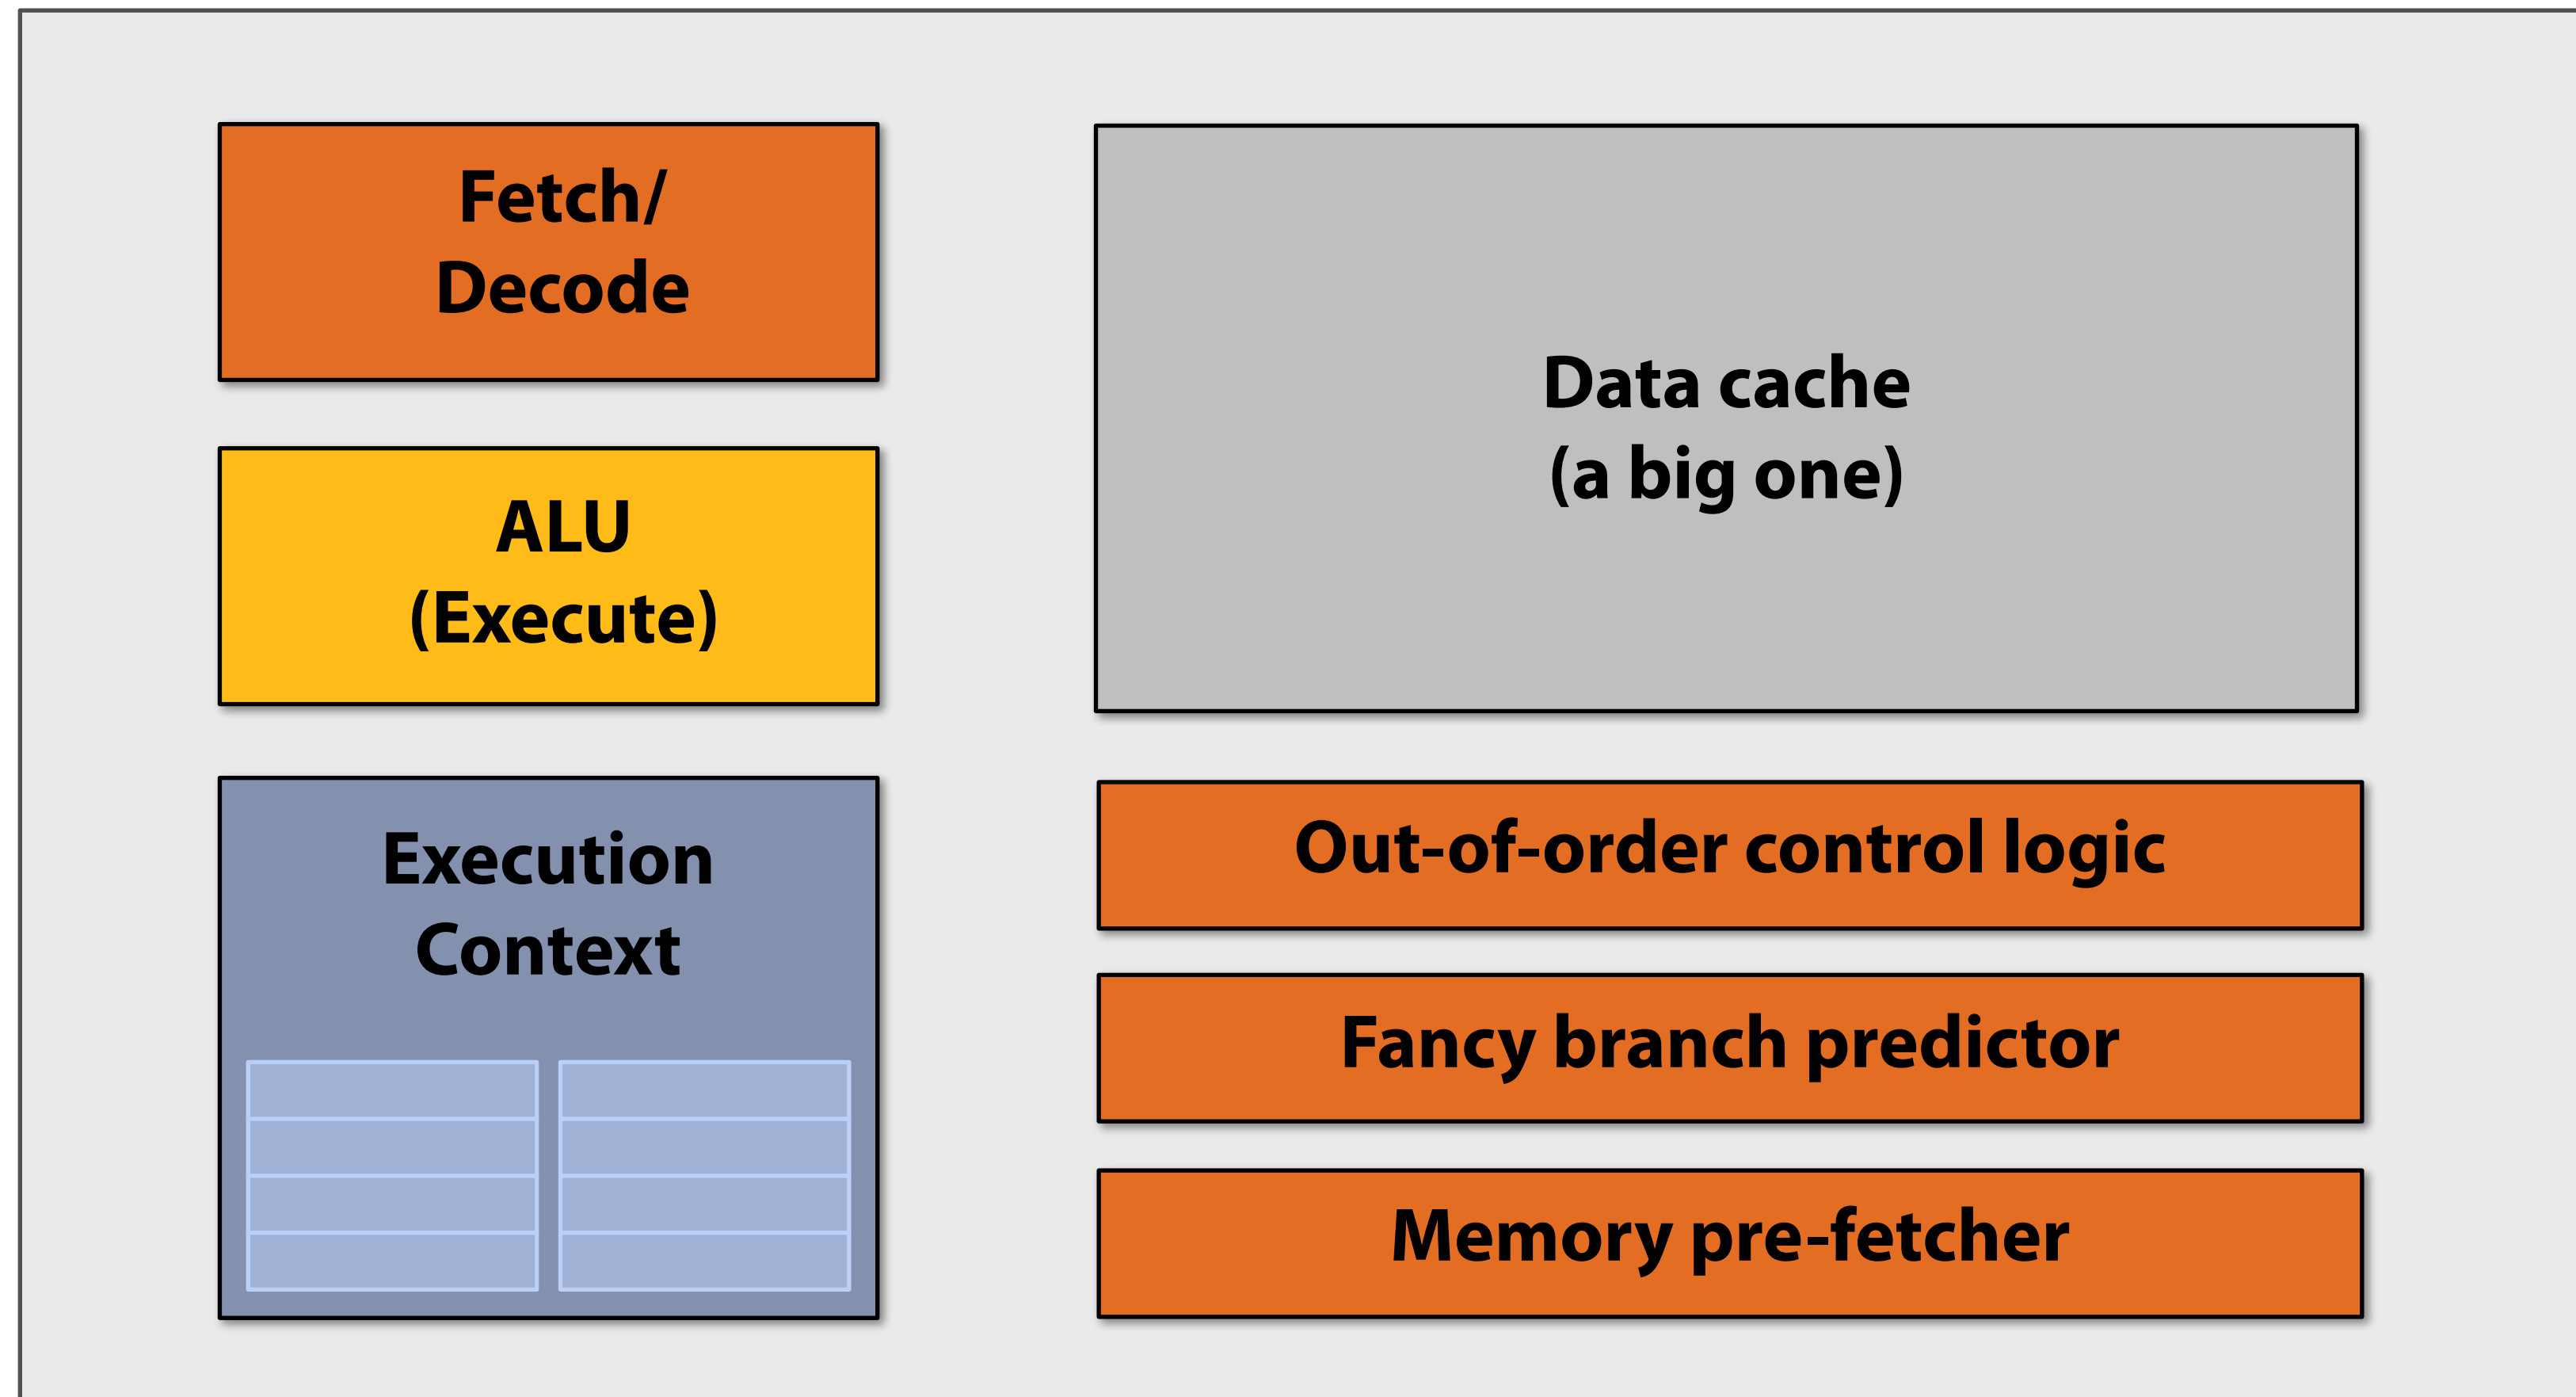 Fetch/
Decode
ALU
(Execute)
Execution
Context
Data cache
(a big one)
Out-of-order control logic
Fancy branch predictor
Memory pre-fetcher